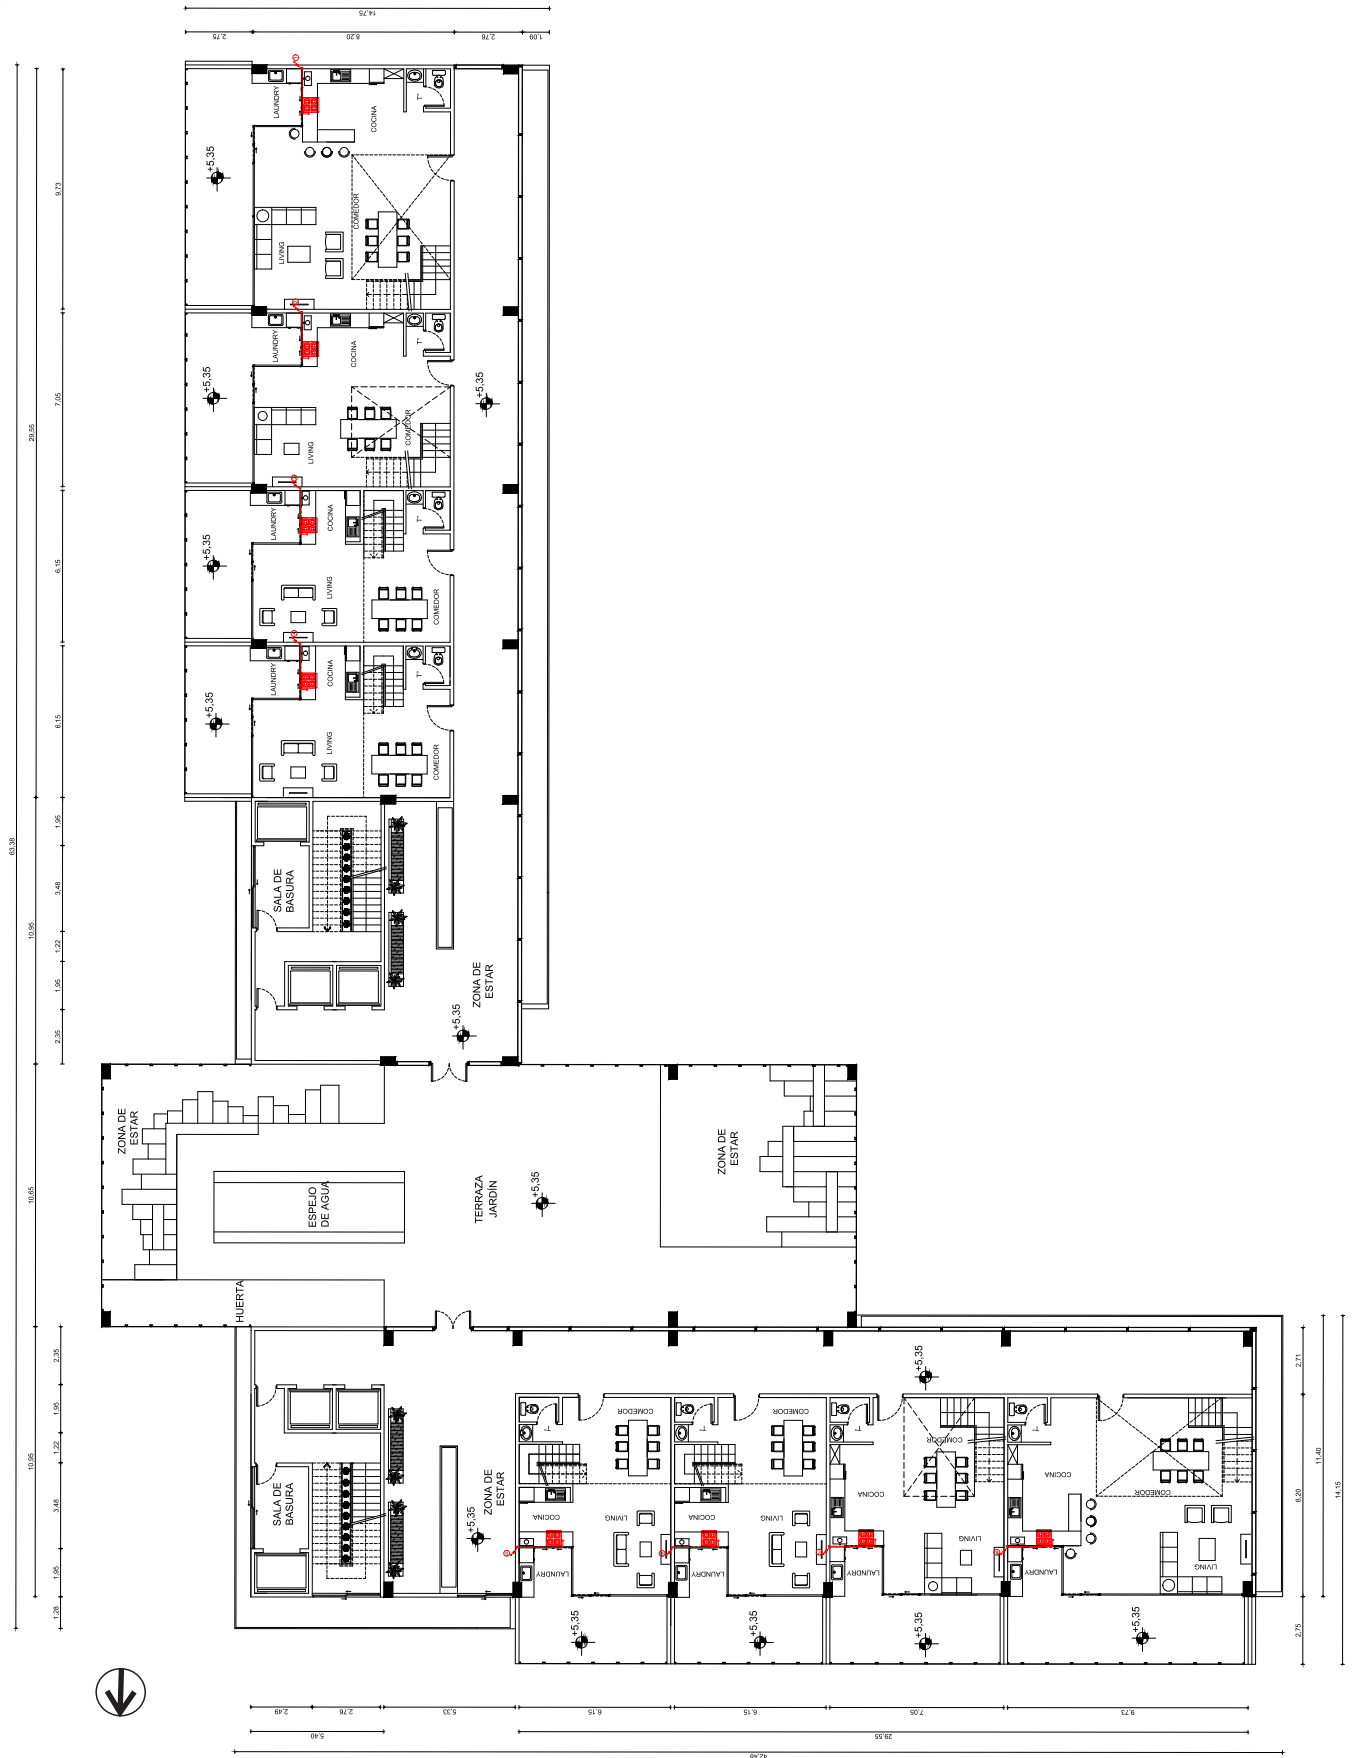 14,75
2,75
8,20
2,76
1,09
LAUNDRY
COCINA
T°
+5,35
COMEDOR
LIVING
9,73
LAUNDRY
COCINA
T°
+5,35
+5,35
COMEDOR
LIVING
7,05
29,55
LAUNDRY
COCINA
T°
+5,35
LIVING
COMEDOR
6,15
LAUNDRY
COCINA
T°
+5,35
LIVING
COMEDOR
6,15
63,38
1,95
3,48
1,22
1,95
2,35
10,95
SALA DE
BASURA
ZONA DE
ESTAR
+5,35
ZONA DE
ESTAR
ZONA DE
ESTAR
ESPEJO
DE AGUA
TERRAZA
JARDÍN
+5,35
10,65
HUERTA
2,35
1,95
1,22
3,48
1,95
1,28
10,95
SALA DE
BASURA
ZONA DE
ESTAR
+5,35
+5,35
T°
COMEDOR
COCINA
LIVING
LAUNDRY
+5,35
T°
COMEDOR
COCINA
LIVING
LAUNDRY
+5,35
T°
COMEDOR
COCINA
LIVING
LAUNDRY
+5,35
T°
COCINA
COMEDOR
LIVING
LAUNDRY
+5,35
2,71
8,20
2,75
11,40
14,15
2,49
2,76
5,33
6,15
6,15
7,05
9,73
5,40
29,55
42,48